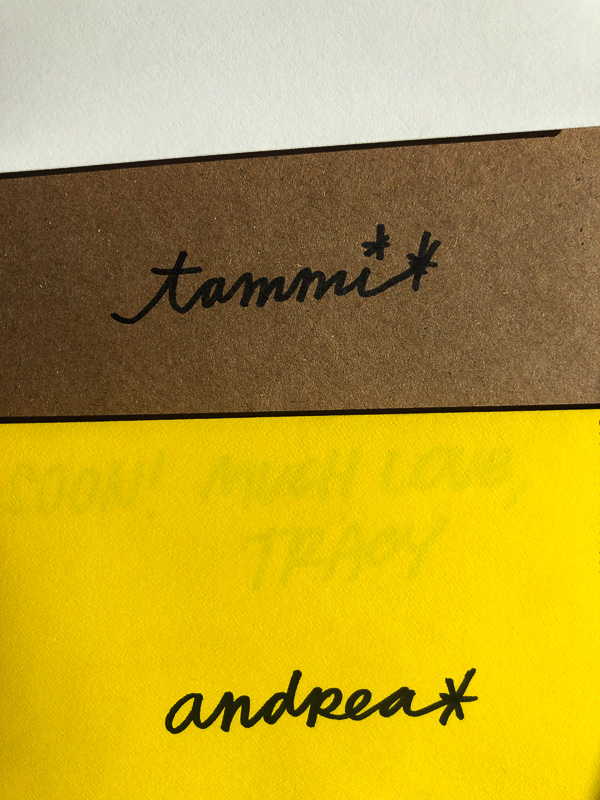 tammi**
SOON! MUCH LOVE,
TRACY
andrea*